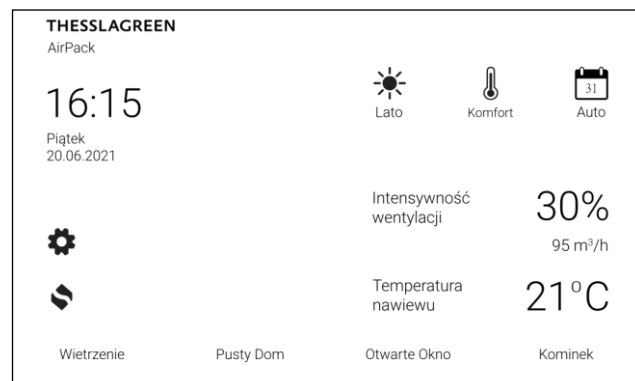 THESSLAGREEN
AirPack
16:15
Piątek
20.06.2021
31
Lato
Komfort
Auto
Intensywność
wentylacji
30%
95 m³/h
Temperatura
nawiewu
21°C
Wietrzenie
Pusty Dom
Otwarte Okno
Kominek